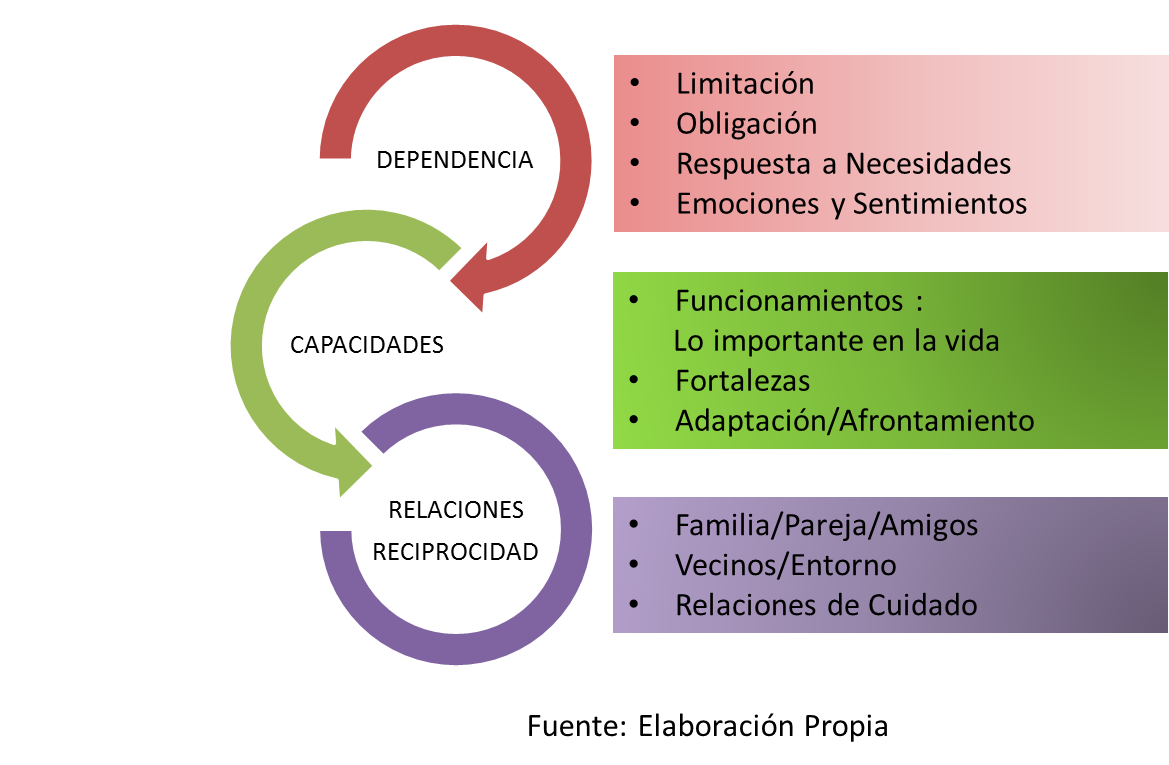 DEPENDENCIA
• Limitación
• Obligación
• Respuesta a Necesidades
• Emociones y Sentimientos
CAPACIDADES
• Funcionamientos :
Lo importante en la vida
• Fortalezas
• Adaptación/Afrontamiento
RELACIONES
RECIPROCIDAD
• Familia/Pareja/Amigos
• Vecinos/Entorno
• Relaciones de Cuidado
Fuente: Elaboración Propia